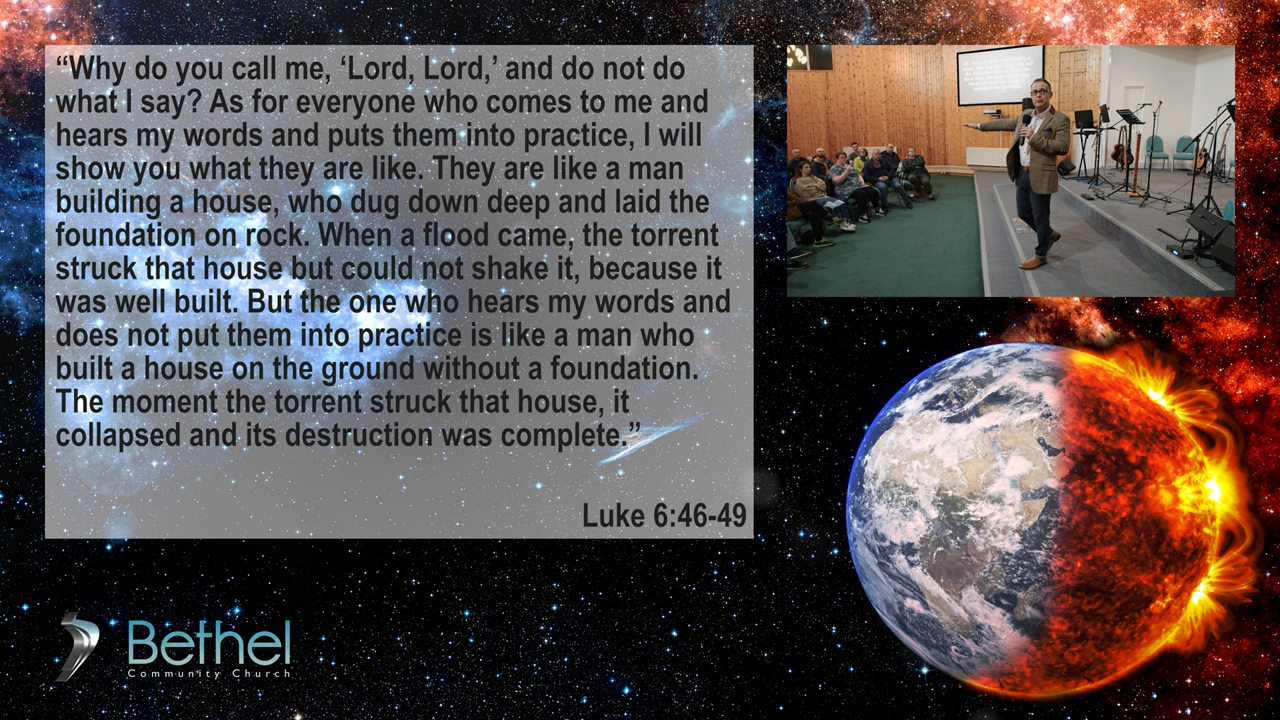 “Why do you call me, ‘Lord, Lord,’ and do not do
what I say? As for everyone who comes to me and
hears my words and puts them into practice, I will
show you what they are like. They are like a man
building a house, who dug down deep and laid the
foundation on rock. When a flood came, the torrent
struck that house but could not shake it, because it
was well built. But the one who hears my words and
does not put them into practice is like a man who
built a house on the ground without a foundation.
The moment the torrent struck that house, it
collapsed and its destruction was complete.”
Luke 6:46-49
Bethel
Community Church